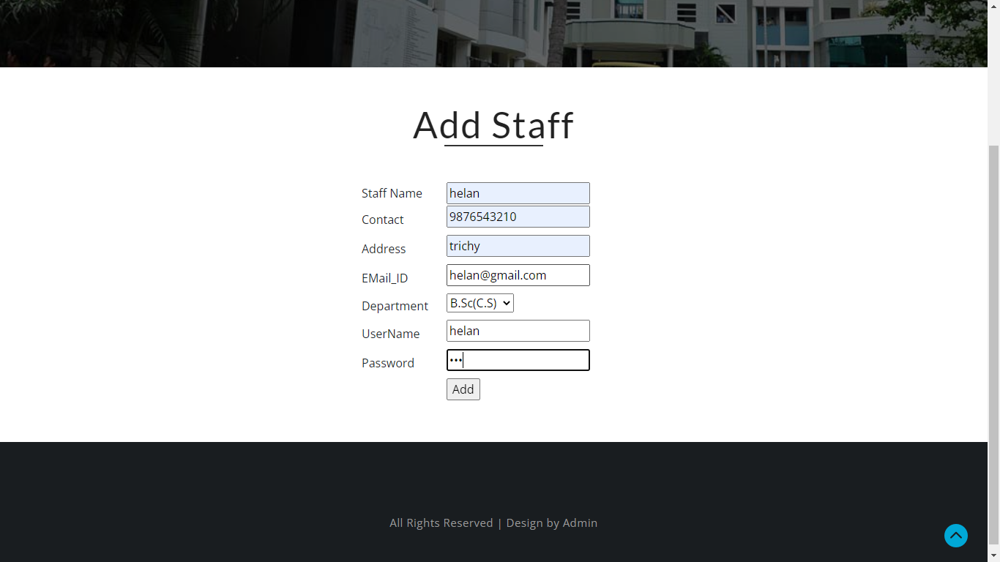 Add Staff
Staff Name helan
Contact 9876543210
Address trichy
EMail_ID helan@gmail.com
Department B.Sc(C.S)
UserName helan
Password •••
Add
All Rights Reserved | Design by Admin